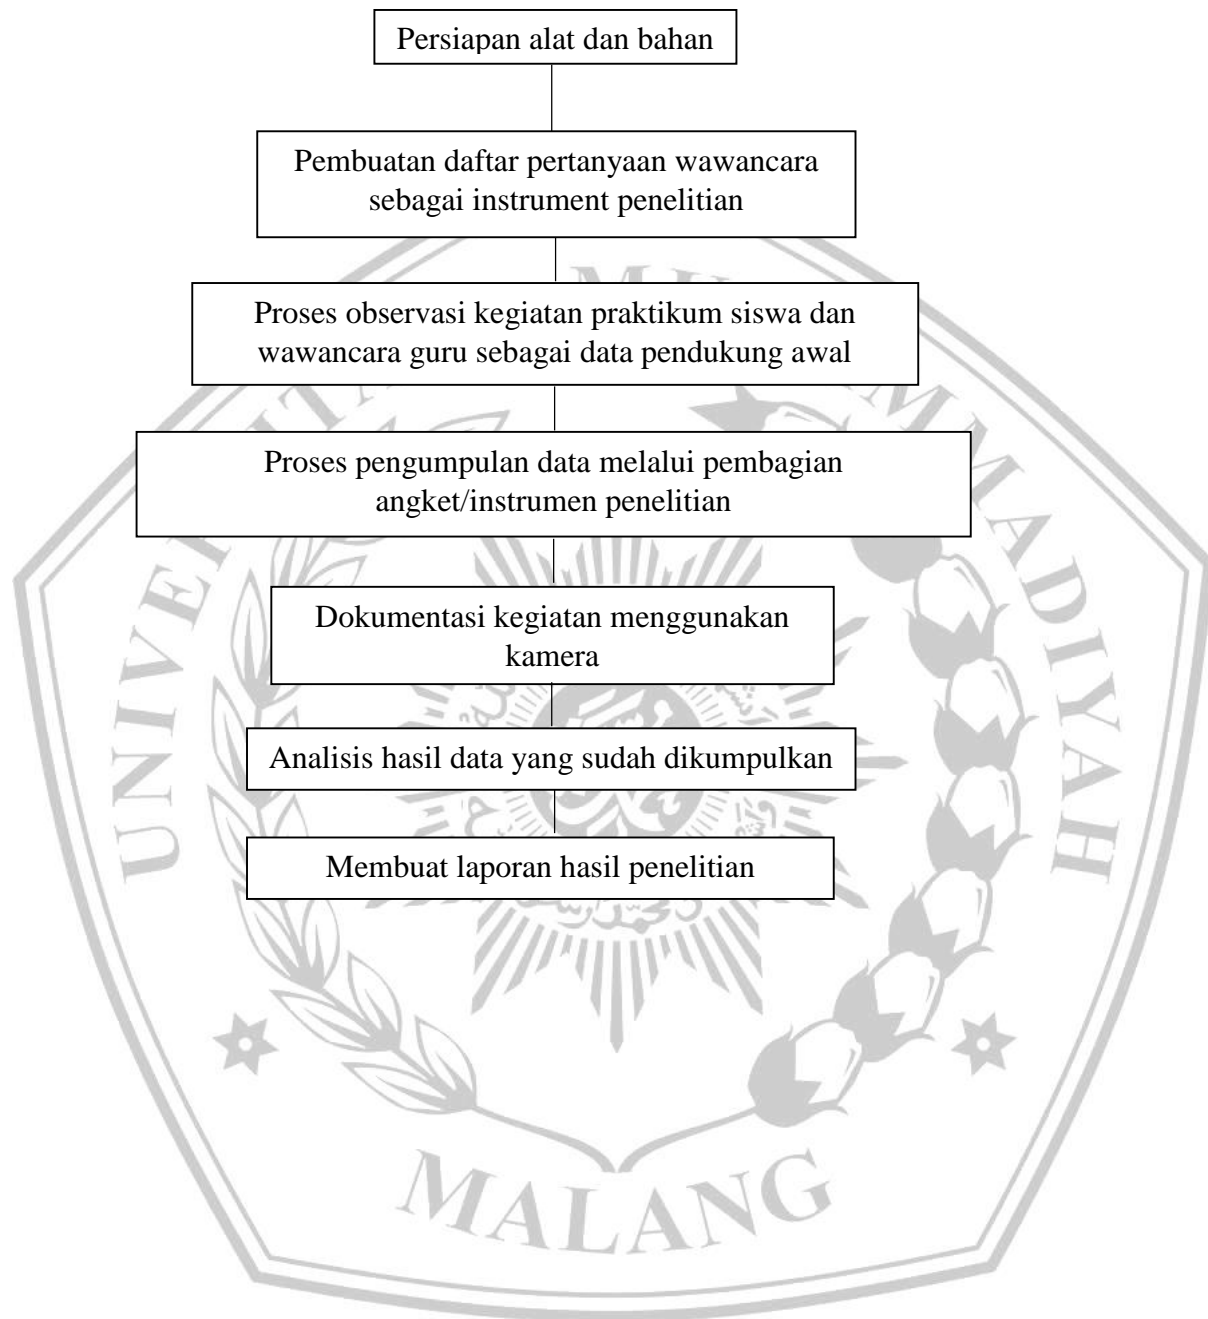 Persiapan alat dan bahan
Pembuatan daftar pertanyaan wawancara
sebagai instrument penelitian
Proses observasi kegiatan praktikum siswa dan
wawancara guru sebagai data pendukung awal
Proses pengumpulan data melalui pembagian
angket/instrumen penelitian
Dokumentasi kegiatan menggunakan
kamera
Analisis hasil data yang sudah dikumpulkan
Membuat laporan hasil penelitian
MALANG